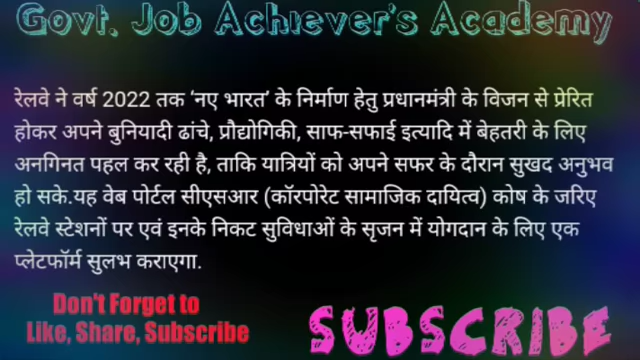 Govt. Job Achiever's Academy
रेलवे ने वर्ष 2022 तक ‘नए भारत’ के निर्माण हेतु प्रधानमंत्री के विजन से प्रेरित
होकर अपने बुनियादी ढांचे, प्रौद्योगिकी, साफ-सफाई इत्यादि में बेहतरी के लिए
अनगिनत पहल कर रही है, ताकि यात्रियों को अपने सफर के दौरान सुखद अनुभव
हो सके.यह वेब पोर्टल सीएसआर (कॉरपोरेट सामाजिक दायित्व) कोष के जरिए
रेलवे स्टेशनों पर एवं इनके निकट सुविधाओं के सृजन में योगदान के लिए एक
प्लेटफॉर्म सुलभ कराएगा.
Don't Forget to
Like, Share, Subscribe
SUBSCRIBE